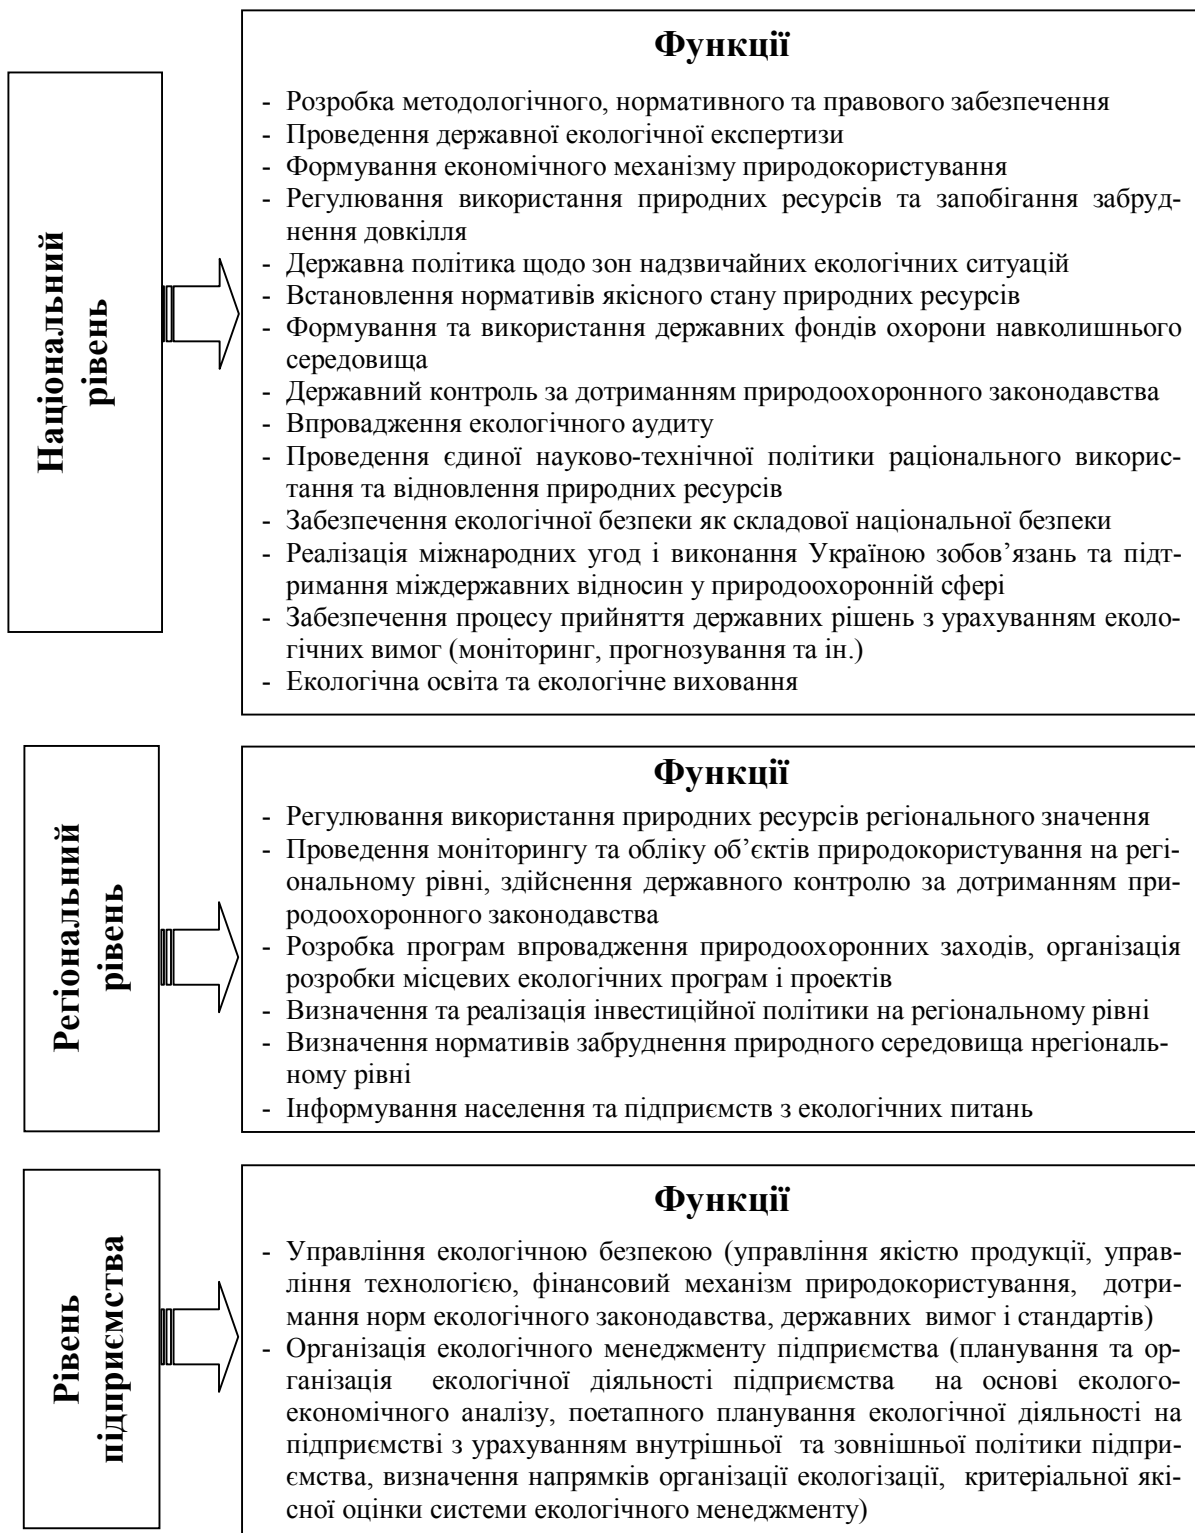 Національний
рівень
Функції
- Розробка методологічного, нормативного та правового забезпечення
- Проведення державної екологічної експертизи
- Формування економічного механізму природокористування
- Регулювання використання природних ресурсів та запобігання забруд-
нення довкілля
- Державна політика щодо зон надзвичайних екологічних ситуацій
- Встановлення нормативів якісного стану природних ресурсів
- Формування та використання державних фондів охорони навколишнього
середовища
- Державний контроль за дотриманням природоохоронного законодавства
- Впровадження екологічного аудиту
- Проведення єдиної науково-технічної політики раціонального викорис-
тання та відновлення природних ресурсів
- Забезпечення екологічної безпеки як складової національної безпеки
- Реалізація міжнародних угод і виконання Україною зобов’язань та підт-
римання міждержавних відносин у природоохоронній сфері
- Забезпечення процесу прийняття державних рішень з урахуванням еколо-
гічних вимог (моніторинг, прогнозування та ін.)
- Екологічна освіта та екологічне виховання
Регіональний
рівень
Функції
- Регулювання використання природних ресурсів регіонального значення
- Проведення моніторингу та обліку об’єктів природокористування на регі-
ональному рівні, здійснення державного контролю за дотриманням при-
родоохоронного законодавства
- Розробка програм впровадження природоохоронних заходів, організація
розробки місцевих екологічних програм і проектів
- Визначення та реалізація інвестиційної політики на регіональному рівні
- Визначення нормативів забруднення природного середовища нрегіональ-
ному рівні
- Інформування населення та підприємств з екологічних питань
Рівень
підприємства
Функції
- Управління екологічною безпекою (управління якістю продукції, управ-
ління технологією, фінансовий механізм природокористування, дотри-
мання норм екологічного законодавства, державних вимог і стандартів)
- Організація екологічного менеджменту підприємства (планування та ор-
ганізація екологічної діяльності підприємства на основі еколого-
економічного аналізу, поетапного планування екологічної діяльності на
підприємстві з урахуванням внутрішньої та зовнішньої політики підпри-
ємства, визначення напрямків організації екологізації, критеріальної які-
сної оцінки системи екологічного менеджменту)